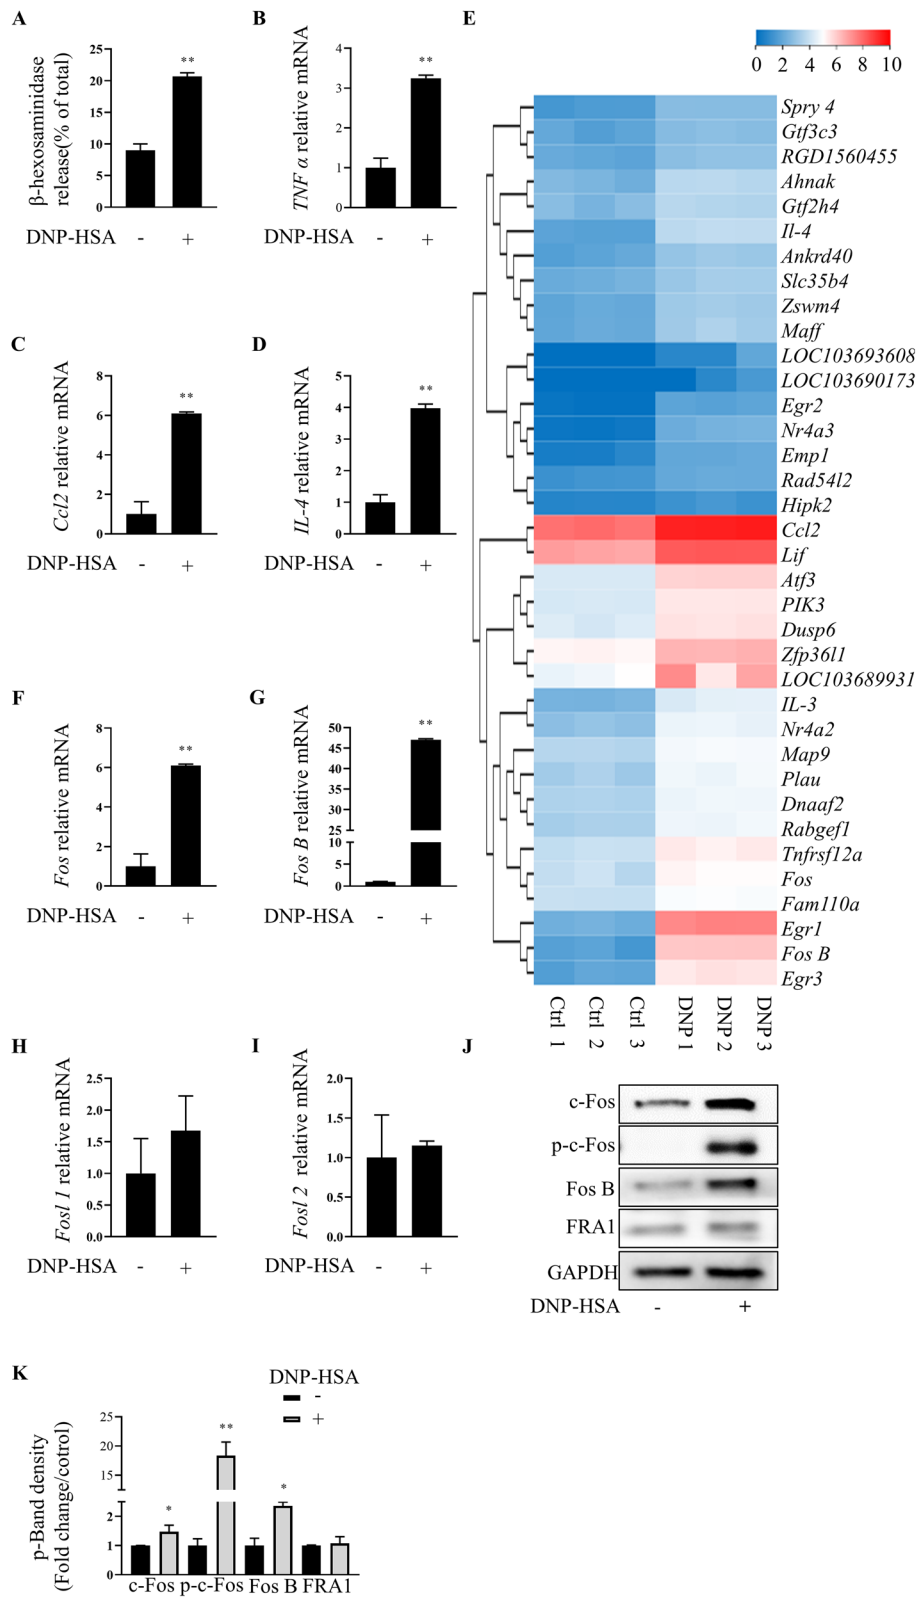 A
β-hexosaminidase
release(% of total)
25
20
15
10
5
0
**
DNP-HSA - +
B
TNF α relative mRNA
4
3
2
1
0
**
DNP-HSA - +
C
Ccl2 relative mRNA
8
6
4
2
0
**
DNP-HSA - +
D
IL-4 relative mRNA
5
4
3
2
1
0
**
DNP-HSA - +
E
0 2 4 6 8 10
Spry 4
Gtf3c3
RGD1560455
Ahnak
Gtf2h4
Il-4
Ankrd40
Slc35b4
Zswm4
Maff
LOC103693608
LOC103690173
Egr2
Nr4a3
Emp1
Rad54l2
Hipk2
Ccl2
Lif
Atf3
PIK3
Dusp6
Zfp36l1
LOC103689931
IL-3
Nr4a2
Map9
Plau
Dnaaf2
Rabgef1
Tnfrsf12a
Fos
Fam110a
Egr1
Fos B
Egr3
Ctrl 1
Ctrl 2
Ctrl 3
DNP 1
DNP 2
DNP 3
F
Fos relative mRNA
8
6
4
2
0
**
DNP-HSA - +
G
Fos B relative mRNA
50
45
40
35
30
25
10
5
0
**
DNP-HSA - +
H
Fosl 1 relative mRNA
2.5
2.0
1.5
1.0
0.5
0.0
DNP-HSA - +
I
Fosl 2 relative mRNA
2.0
1.5
1.0
0.5
0.0
DNP-HSA - +
J
c-Fos
p-c-Fos
Fos B
FRA1
GAPDH
DNP-HSA - +
K
DNP-HSA
-
+
p-Band density
(Fold change/cotrol)
25
20
15
2
1
0
*
**
*
c-Fos p-c-Fos Fos B FRA1